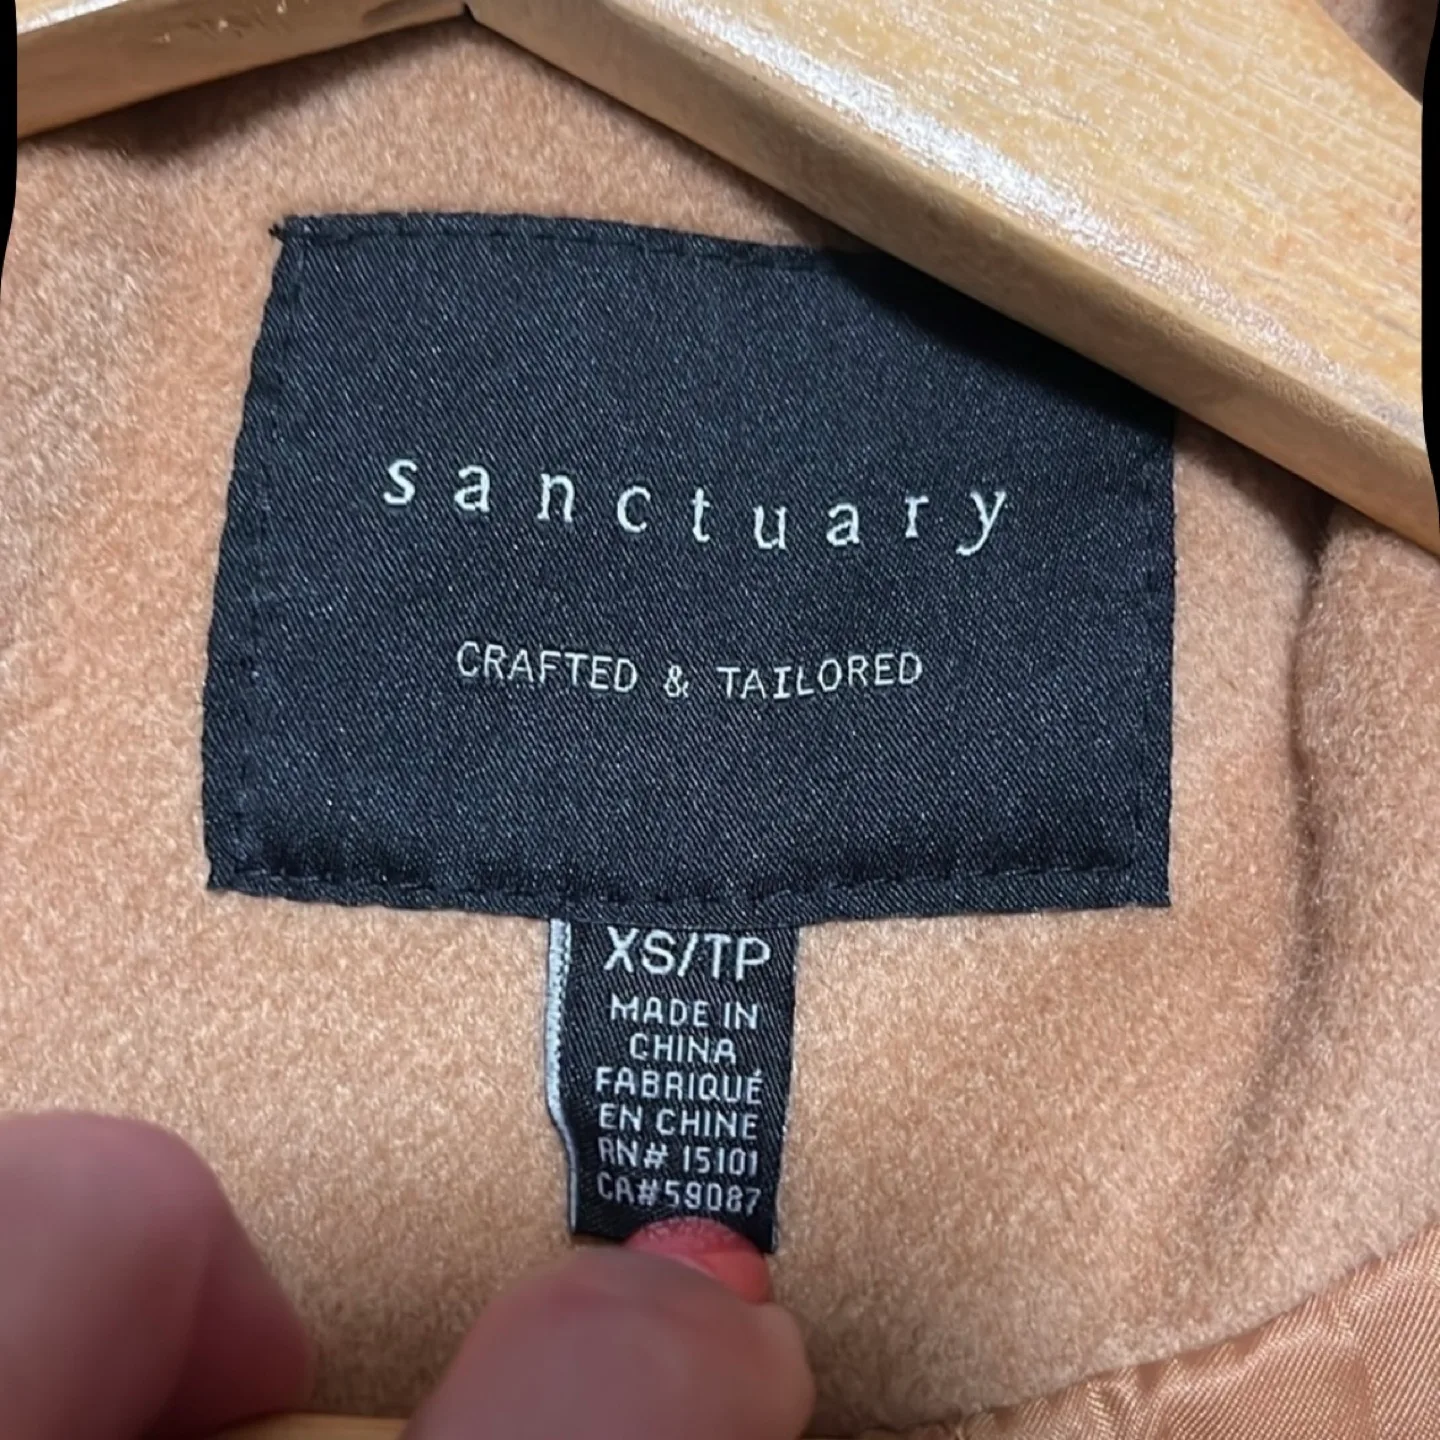 sanctuary
CRAFTED & TAILORED
XS/TP
MADE IN
CHINA
FABRIQUÉ
EN CHINE
RN# 15101
CA#59087